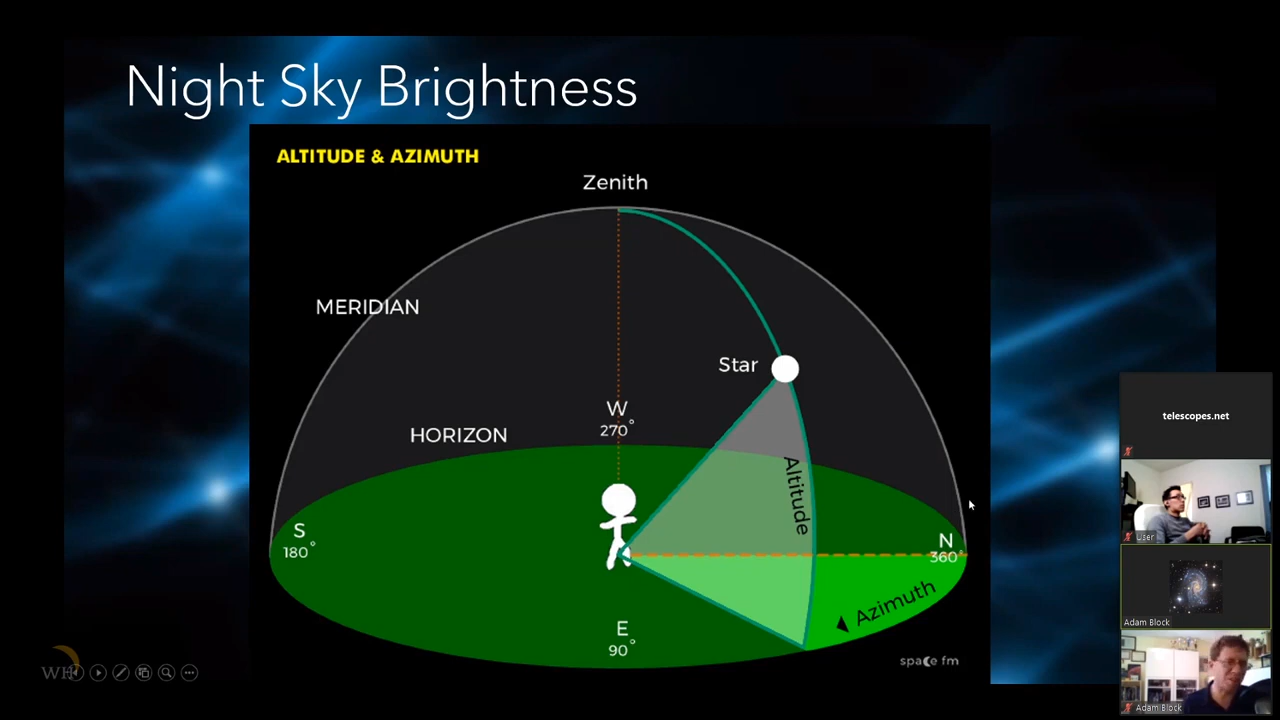 Night Sky Brightness
ALTITUDE & AZIMUTH
Zenith
MERIDIAN
Star
W
270°
HORIZON
Altitude
S
180°
N
360°
Azimuth
E
90°
space fm
WH
telescopes.net
User
Adam Block
Adam Block